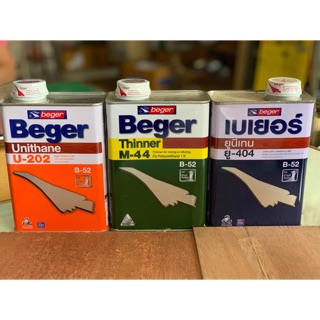 beger
Beger
Unithane
U-202
B-52
beger
Beger
Thinner
M-44
B-52
beger
เบเยอร์
ยูนิเทน
ยู-404
B-52